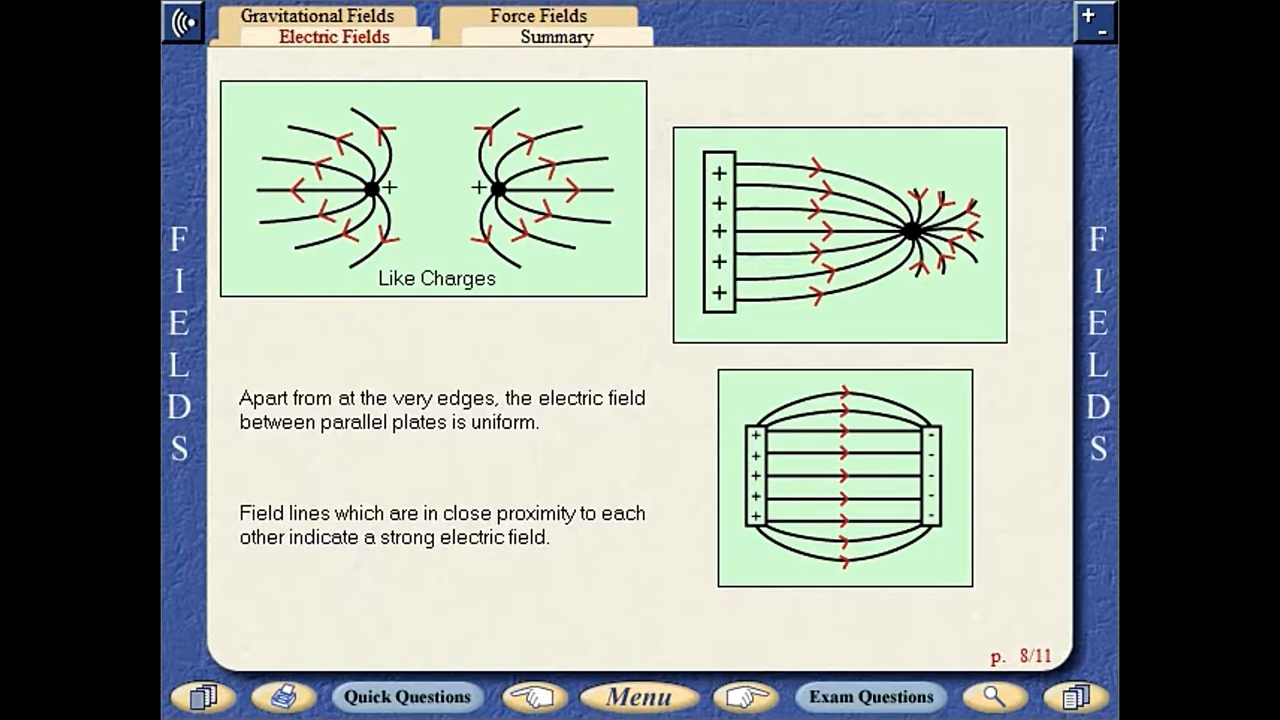 Gravitational Fields
Force Fields
Electric Fields
Summary
+ -
FIELDS
FIELDS
+ +
Like Charges
+
+
+
+
+
Apart from at the very edges, the electric field
between parallel plates is uniform.
+ -
+ -
+ -
+ -
+ -
Field lines which are in close proximity to each
other indicate a strong electric field.
p. 8/11
Quick Questions
Menu
Exam Questions